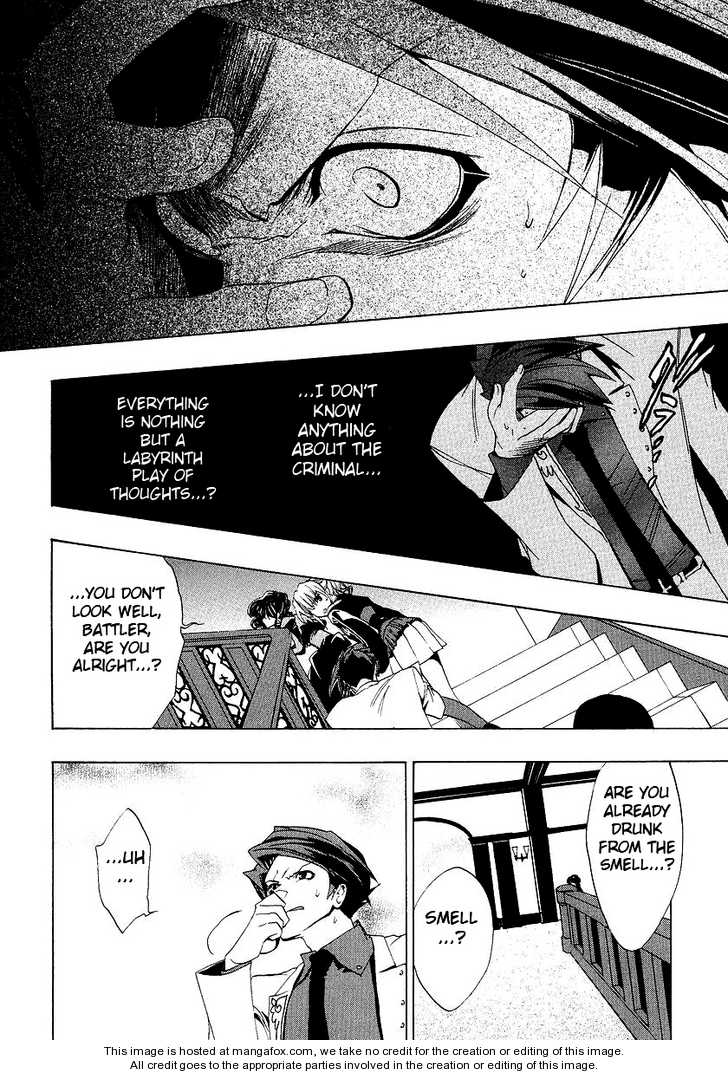 ...I DON'T
KNOW
ANYTHING
ABOUT THE
CRIMINAL...
EVERYTHING
IS NOTHING
BUT A
LABYRINTH
PLAY OF
THOUGHTS...?
...YOU DON'T
LOOK WELL,
BATTLER,
ARE YOU
ALRIGHT...?
ARE YOU
ALREADY
DRUNK
FROM THE
SMELL...?
SMELL
...?
...UH
...
This image is hosted at mangafox.com, we take no credit for the creation or editing of this image.
All credit goes to the appropriate parties involved in the creation or editing of this image.